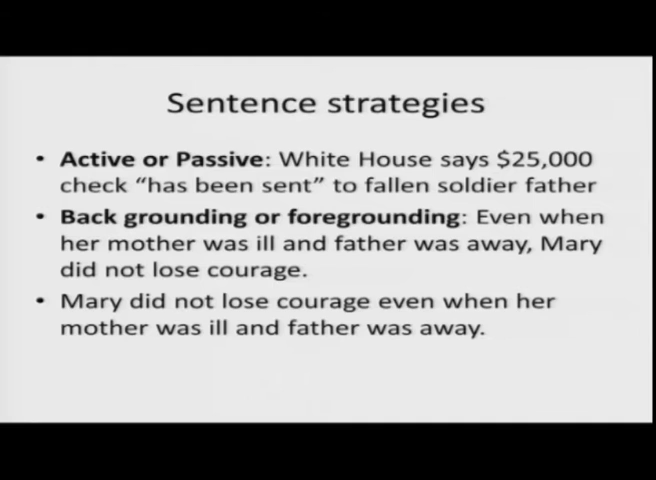 Sentence strategies
• Active or Passive: White House says $25,000
check “has been sent” to fallen soldier father
• Back grounding or foregrounding: Even when
her mother was ill and father was away, Mary
did not lose courage.
• Mary did not lose courage even when her
mother was ill and father was away.